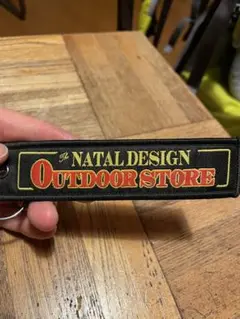 The NATAL DESIGN
OUTDOOR STORE